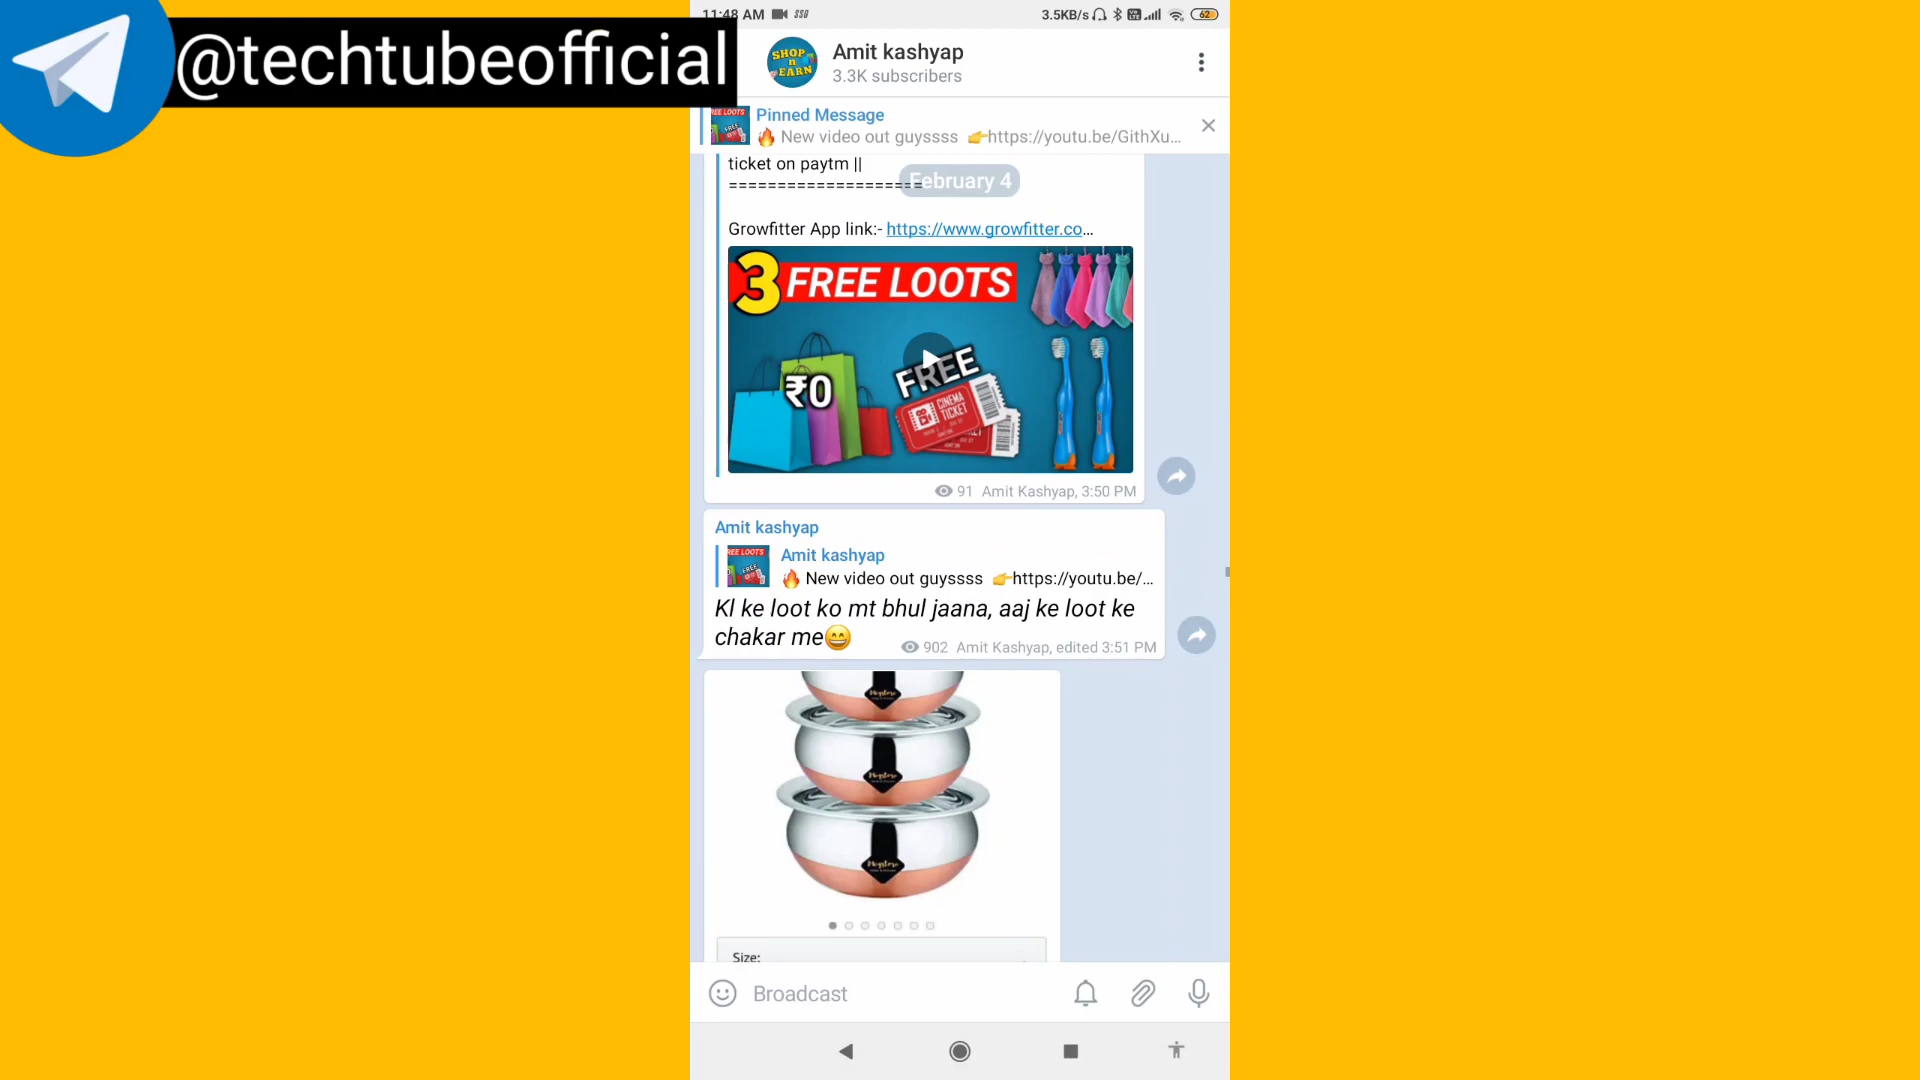 @techtubeofficial
11:48 AM
3.5KB/s
62
SHOP
n
EARN
Amit kashyap
3.3K subscribers
Pinned Message
🔥 New video out guyssss 👉https://youtu.be/GithXu...
ticket on paytm ||
February 4
====================
Growfitter App link:- https://www.growfitter.co...
3 FREE LOOTS
₹0
FREE
CINEMA
TICKET
91 Amit Kashyap, 3:50 PM
Amit kashyap
Amit kashyap
🔥 New video out guyssss 👉https://youtu.be/...
Kl ke loot ko mt bhul jaana, aaj ke loot ke
chakar me😄
902 Amit Kashyap, edited 3:51 PM
Size:
Broadcast